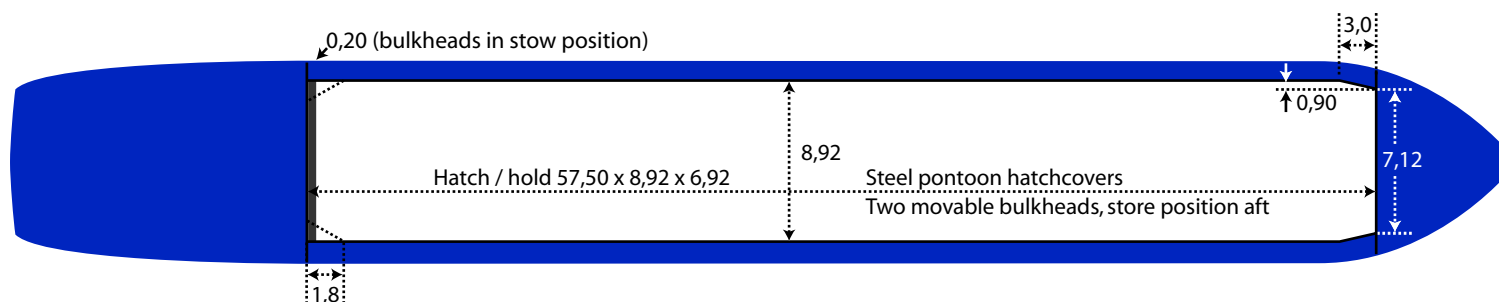 3,0
0,20 (bulkheads in stow position)
0,90
8,92
7,12
Hatch / hold 57,50 x 8,92 x 6,92
Steel pontoon hatchcovers
Two movable bulkheads, store position aft
1,8